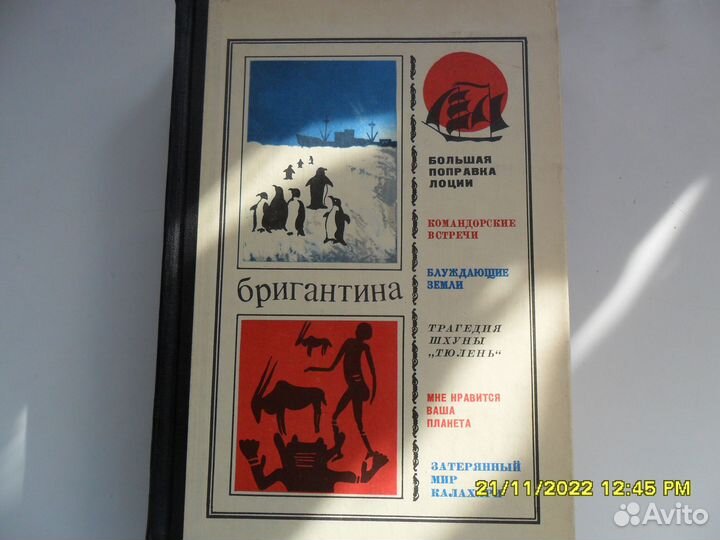 бригантина
БОЛЬШАЯ
ПОПРАВКА
ЛОЦИИ
КОМАНДОРСКИЕ
ВСТРЕЧИ
БЛУЖДАЮЩИЕ
ЗЕМЛИ
ТРАГЕДИЯ
ШХУНЫ
„ТЮЛЕНЬ“
МНЕ НРАВИТСЯ
ВАША
ПЛАНЕТА
ЗАТЕРЯННЫЙ
МИР
21/11/2022 12:45 PM
Avito